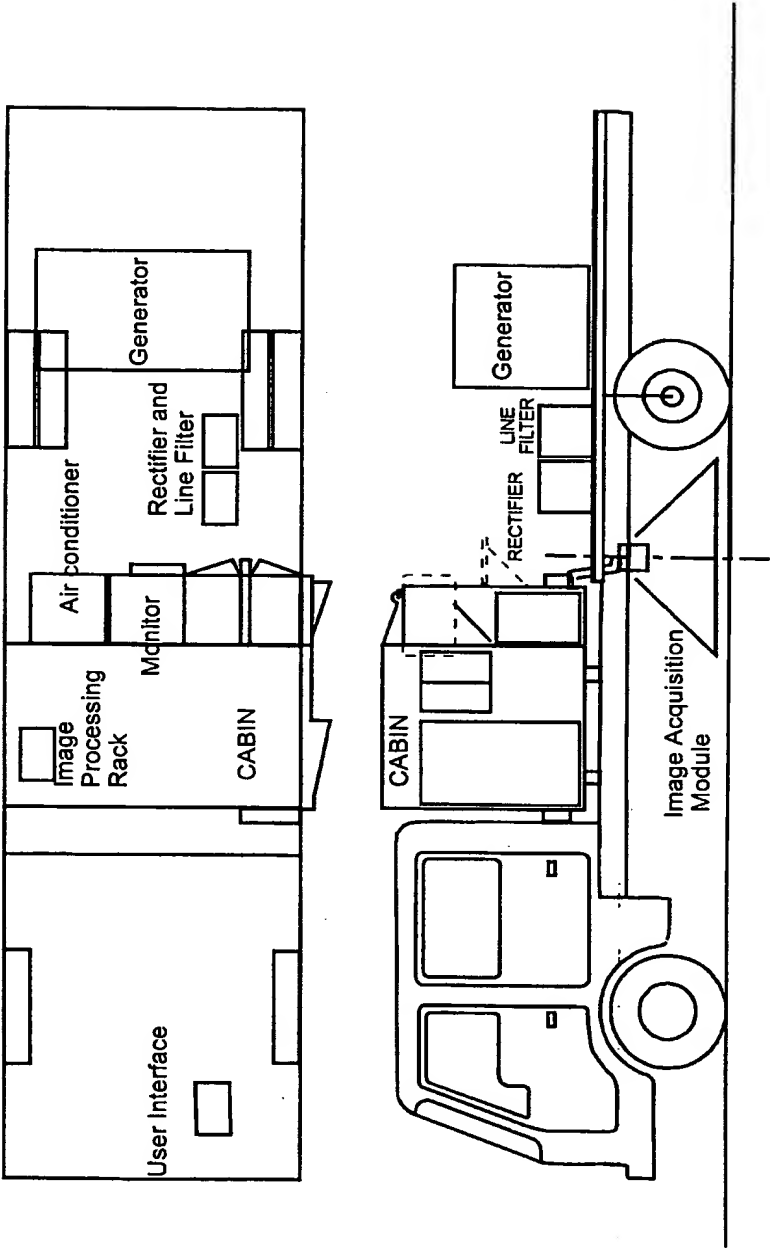 User Interface
Image
Processing
Rack
CABIN
Air conditioner
Monitor
Rectifier and
Line Filter
Generator
CABIN
Image Acquisition
Module
RECTIFIER
LINE
FILTER
Generator